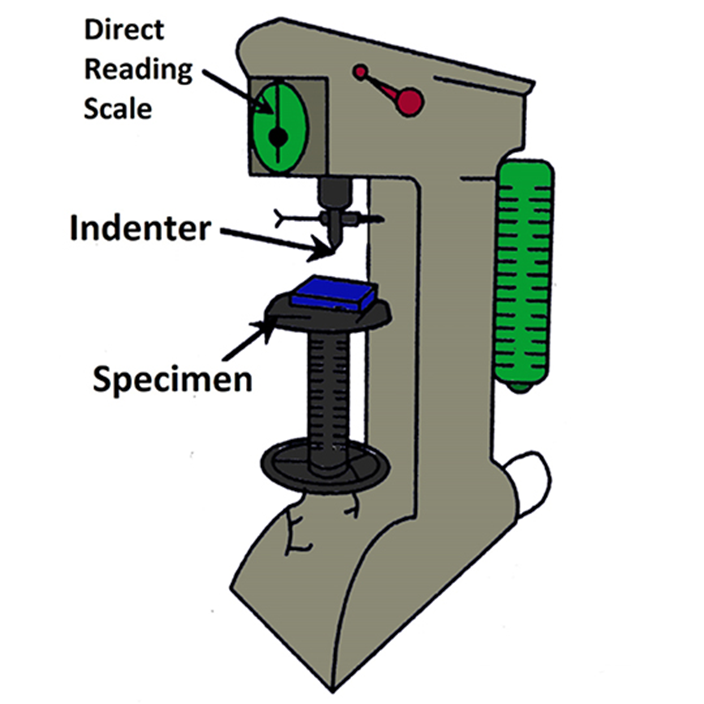 Direct
Reading
Scale
Indenter
Specimen